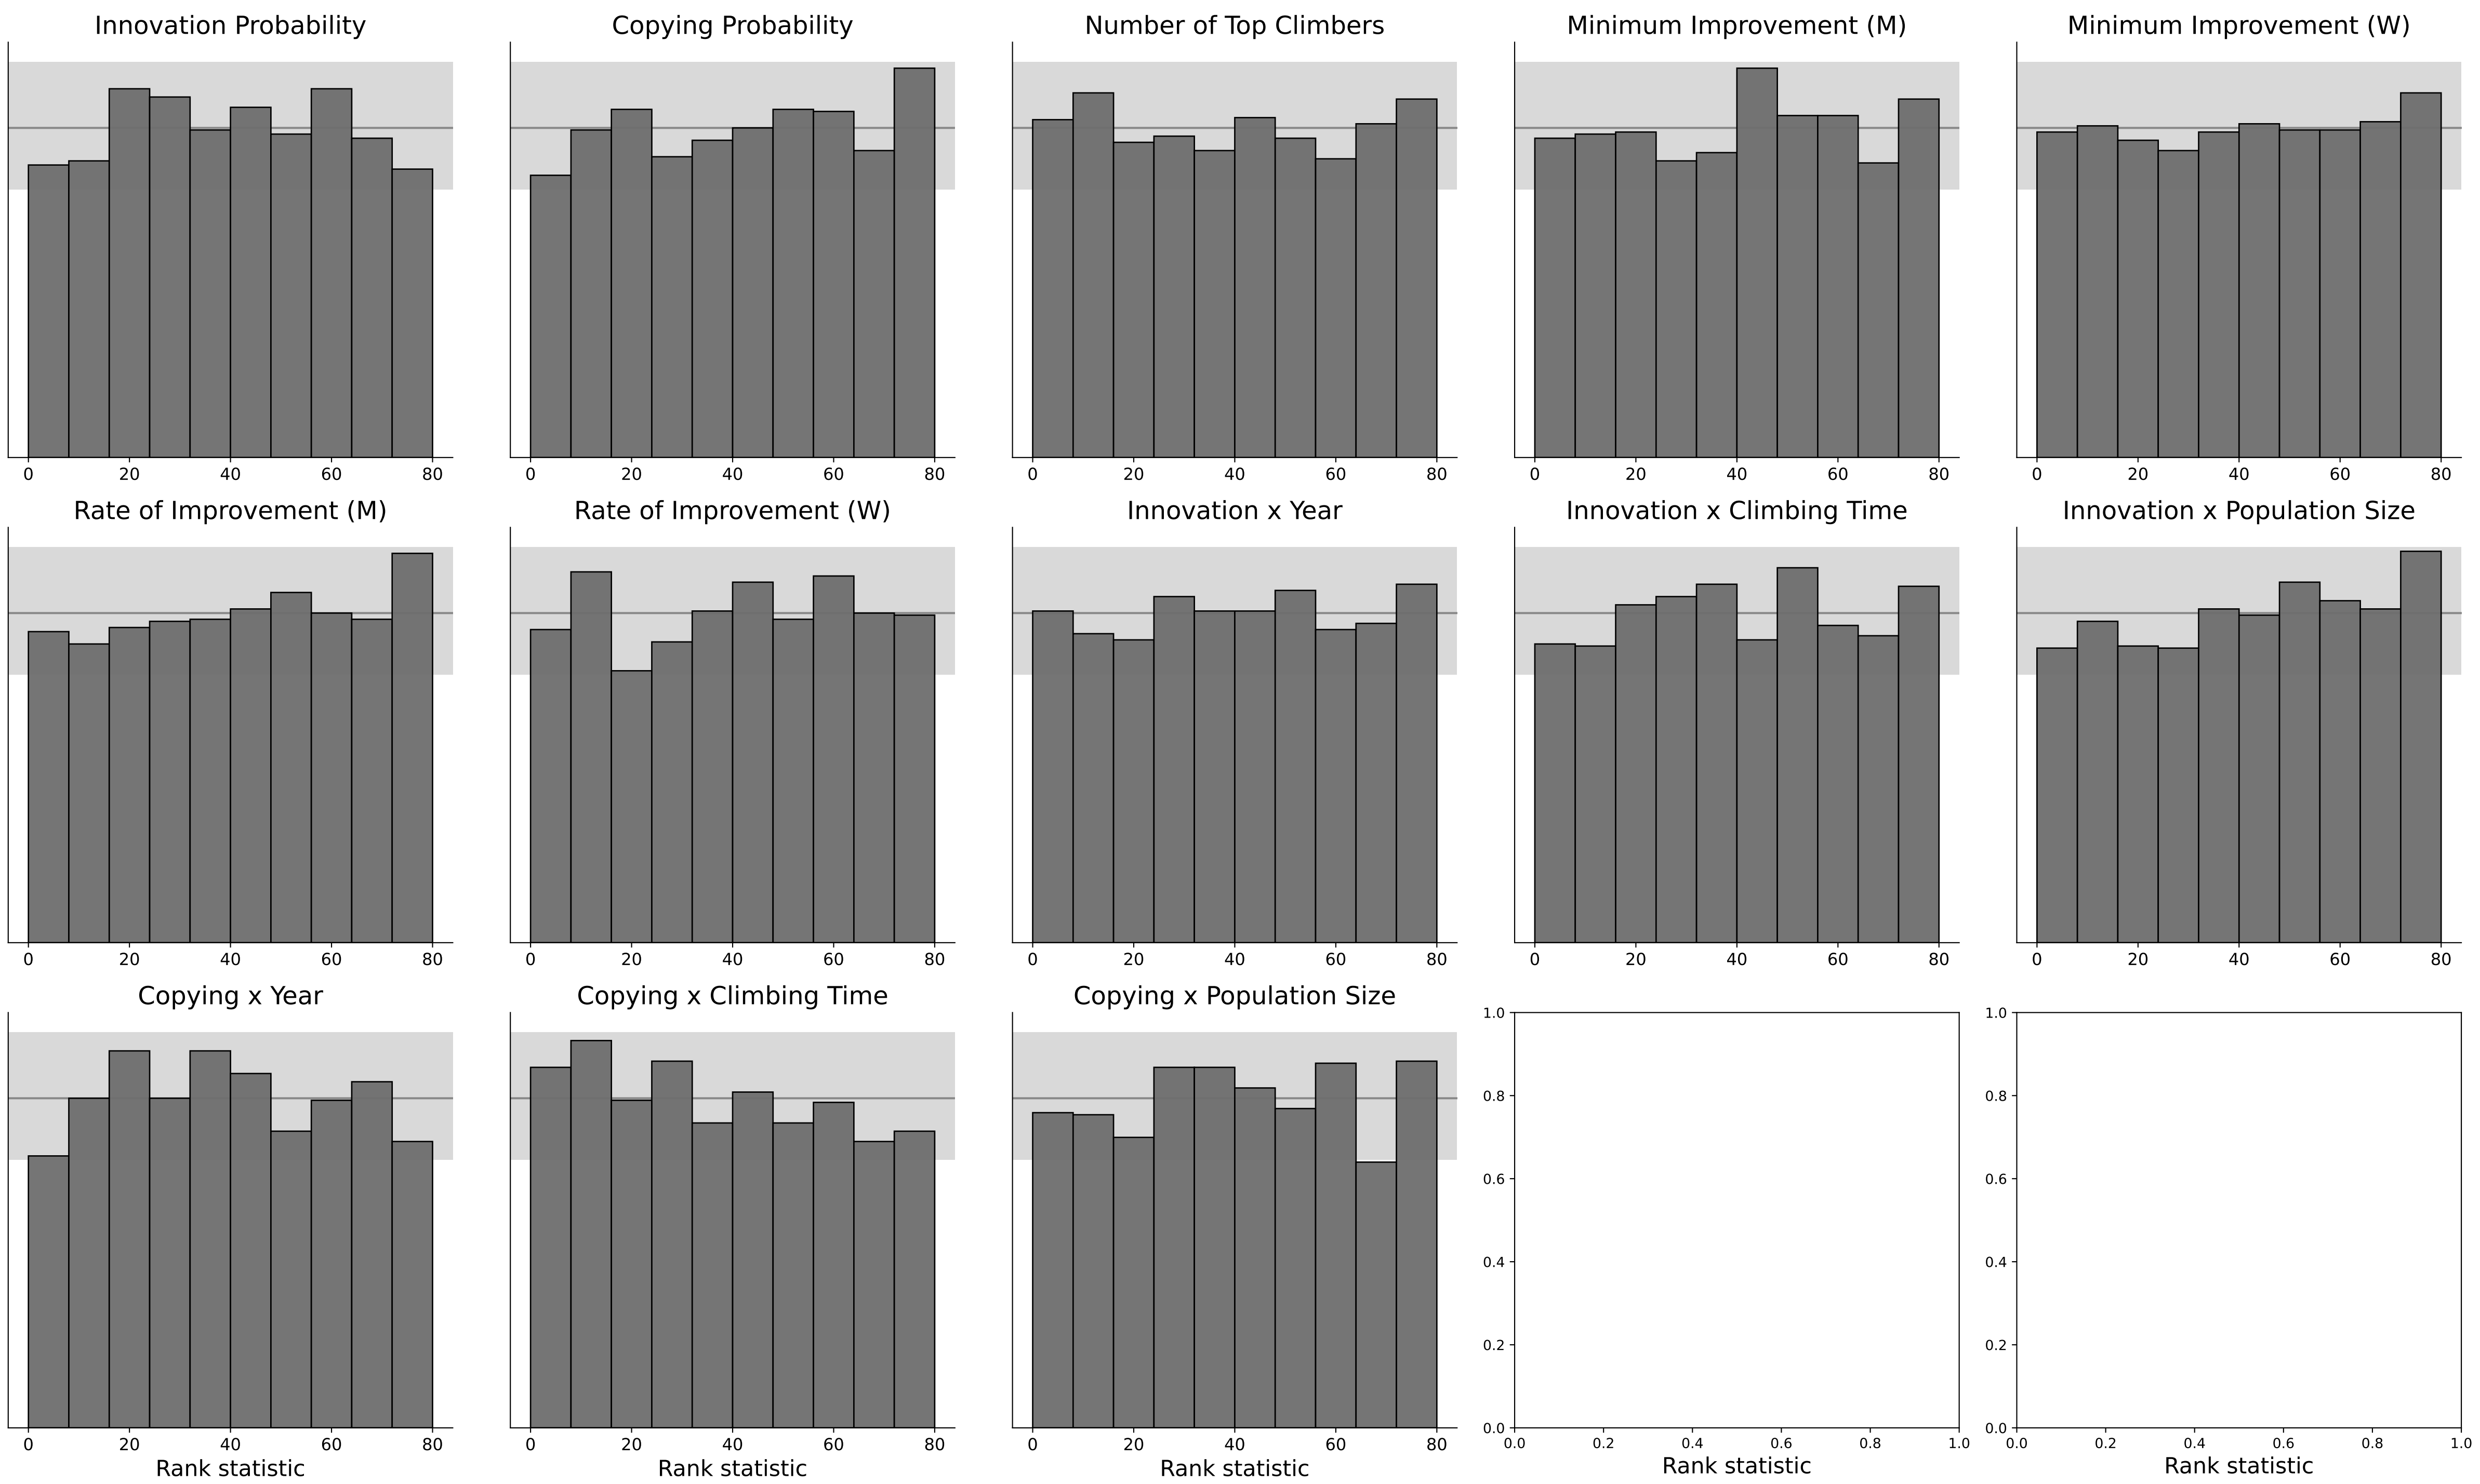 Innovation Probability
Copying Probability
Number of Top Climbers
Minimum Improvement (M)
Minimum Improvement (W)
0 20 40 60 80
0 20 40 60 80
0 20 40 60 80
0 20 40 60 80
0 20 40 60 80
Rate of Improvement (M)
Rate of Improvement (W)
Innovation x Year
Innovation x Climbing Time
Innovation x Population Size
0 20 40 60 80
0 20 40 60 80
0 20 40 60 80
0 20 40 60 80
0 20 40 60 80
Copying x Year
Copying x Climbing Time
Copying x Population Size
1.0
0.8
0.6
0.4
0.2
0.0
1.0
0.8
0.6
0.4
0.2
0.0
0 20 40 60 80
0 20 40 60 80
0 20 40 60 80
0.0 0.2 0.4 0.6 0.8 1.0
0.0 0.2 0.4 0.6 0.8 1.0
Rank statistic
Rank statistic
Rank statistic
Rank statistic
Rank statistic